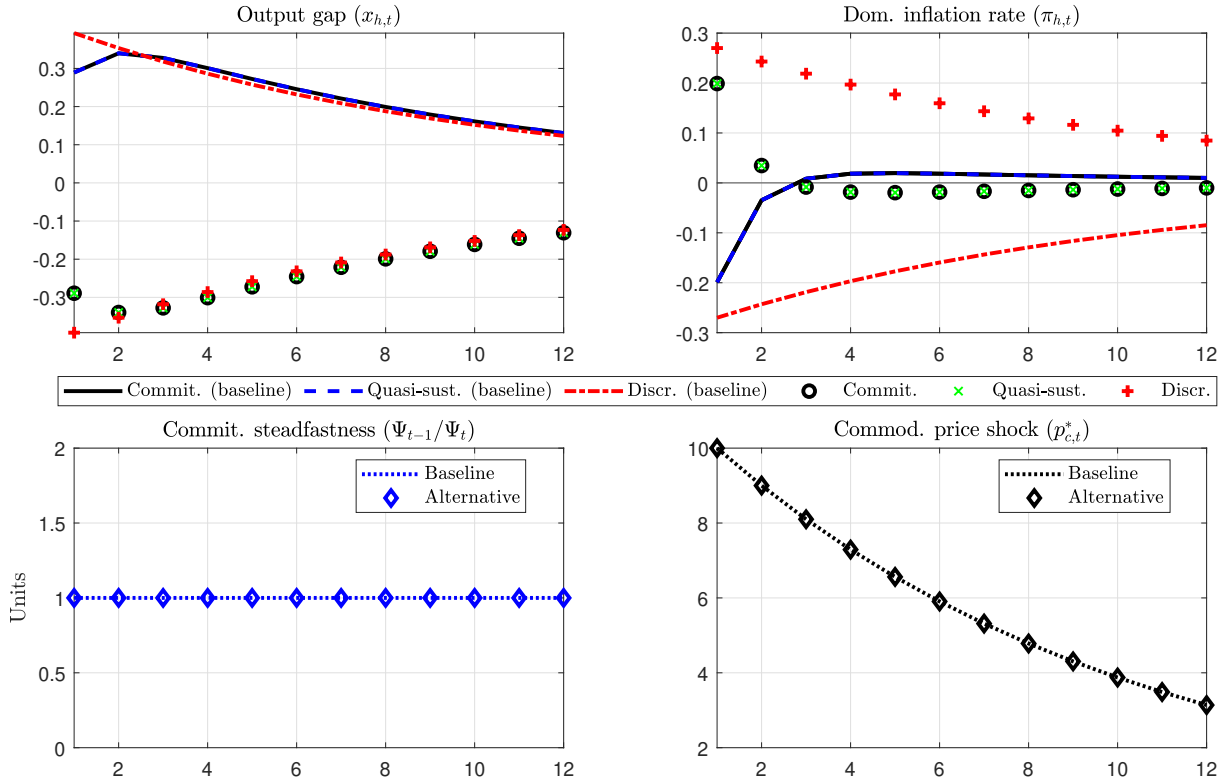 Output gap (x_{h,t})
0.3
0.2
0.1
0
-0.1
-0.2
-0.3
2 4 6 8 10 12
Dom. inflation rate (π_{h,t})
0.3
0.2
0.1
0
-0.1
-0.2
-0.3
2 4 6 8 10 12
Commit. (baseline) Quasi-sust. (baseline) Discr. (baseline) Commit. Quasi-sust. Discr.
Commit. steadfastness (Ψ_{t-1}/Ψ_t)
Baseline
Alternative
Units
2
1.5
1
0.5
0
2 4 6 8 10 12
Commod. price shock (p*_{c,t})
Baseline
Alternative
10
8
6
4
2
2 4 6 8 10 12